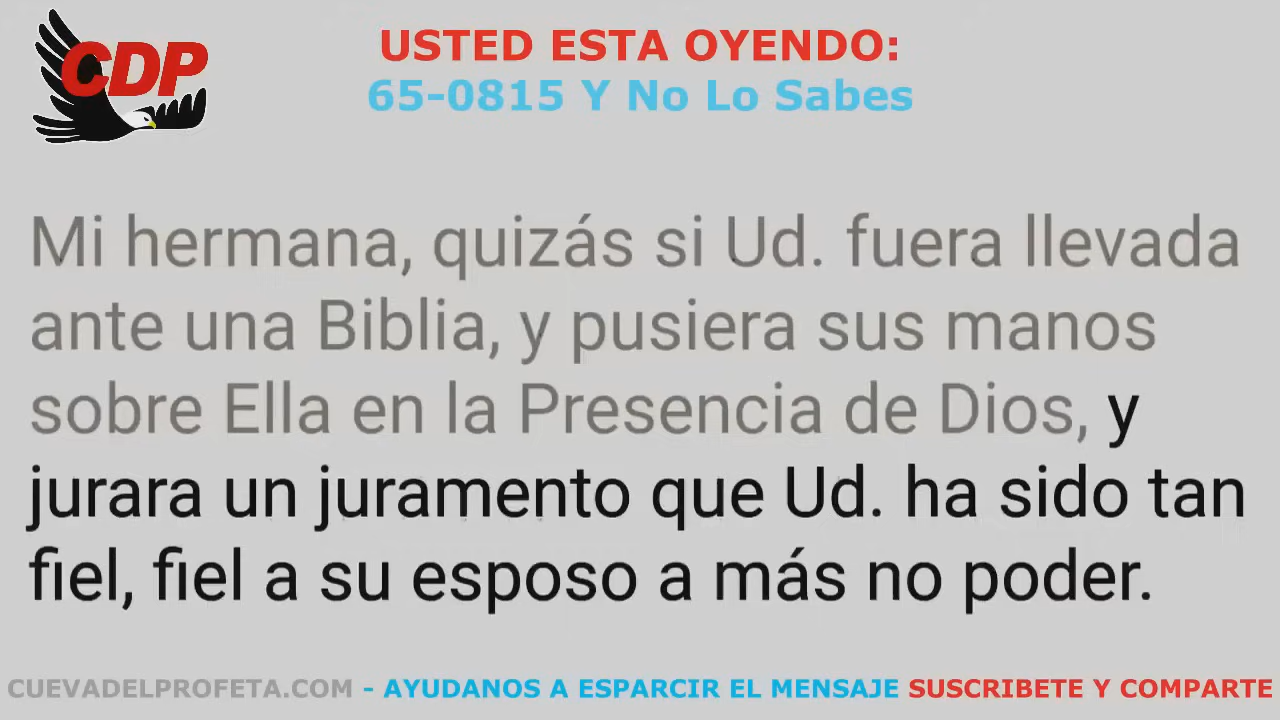 CDP
USTED ESTA OYENDO:
65-0815 Y No Lo Sabes
Mi hermana, quizás si Ud. fuera llevada
ante una Biblia, y pusiera sus manos
sobre Ella en la Presencia de Dios, y
jurara un juramento que Ud. ha sido tan
fiel, fiel a su esposo a más no poder.
CUEVADELPROFETA.COM - AYUDANOS A ESPARCIR EL MENSAJE SUSCRIBETE Y COMPARTE